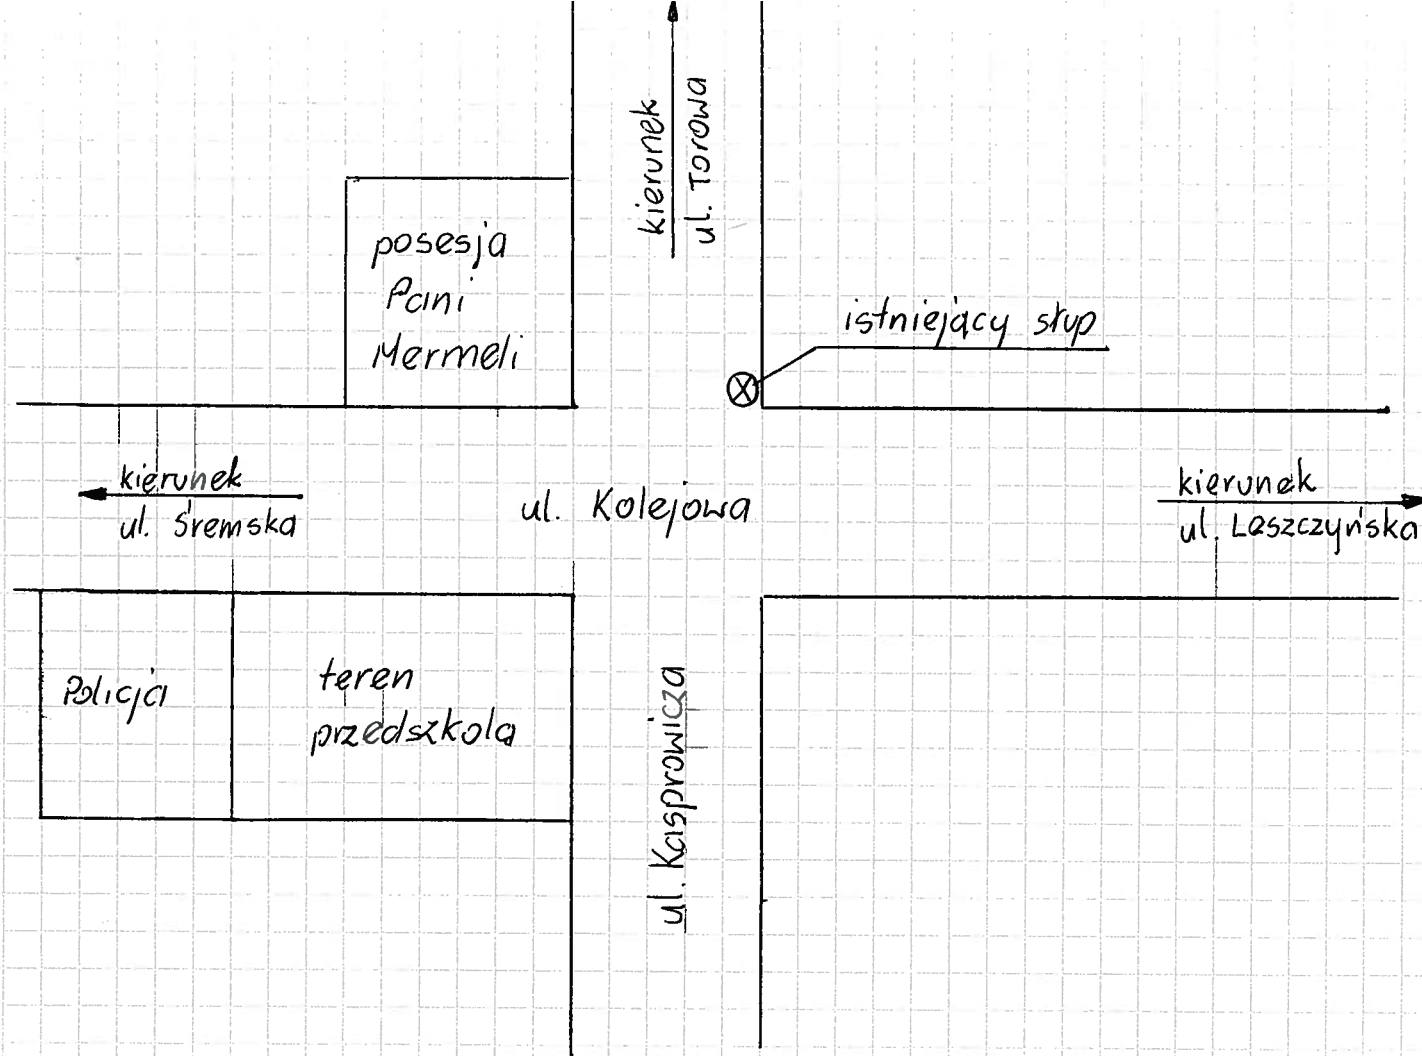 kierunek
ul. Torowa
posesja
Pani
Mermeli
istniejący słup
kierunek
ul. Śremska
ul. Kolejowa
kierunek
ul. Leszczyńska
Policja
teren
przedszkola
ul. Kasprowicza